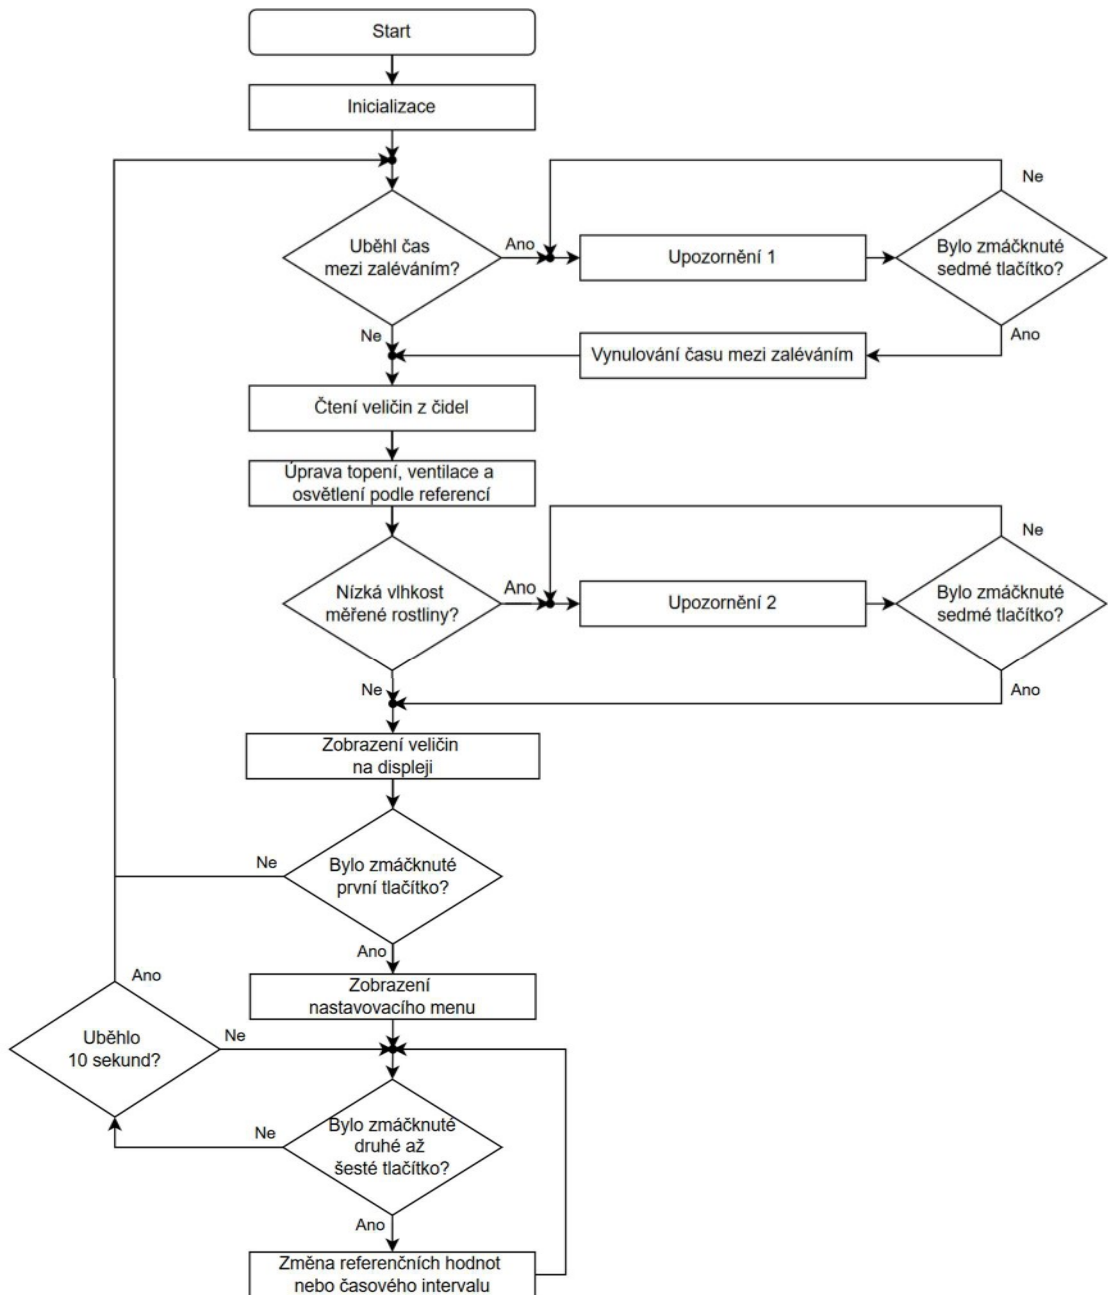 Start
Inicializace
Ne
Uběhl čas
mezi zaléváním?
Ano
Upozornění 1
Bylo zmáčknuté
sedmé tlačítko?
Ne
Ano
Vynulování času mezi zaléváním
Čtení veličin z čidel
Úprava topení, ventilace a
osvětlení podle referencí
Ne
Nízká vlhkost
měřené rostliny?
Ano
Upozornění 2
Bylo zmáčknuté
sedmé tlačítko?
Ne
Ano
Zobrazení veličin
na displeji
Ne
Bylo zmáčknuté
první tlačítko?
Ano
Ano
Zobrazení
nastavovacího menu
Uběhlo
10 sekund?
Ne
Ne
Bylo zmáčknuté
druhé až
šesté tlačítko?
Ano
Změna referenčních hodnot
nebo časového intervalu